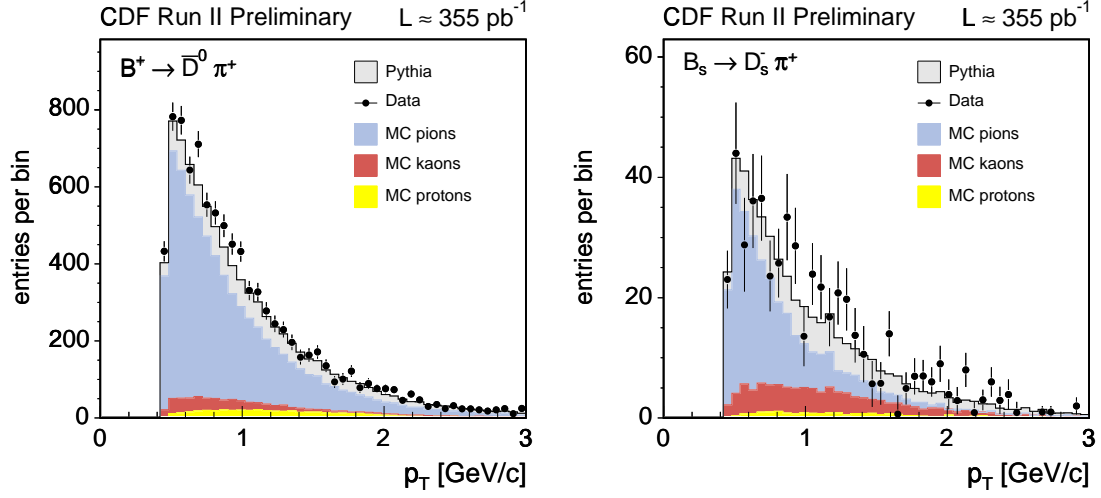 CDF Run II Preliminary L ≈ 355 pb⁻¹
B⁺ → D̅⁰ π⁺
Pythia
Data
MC pions
MC kaons
MC protons
entries per bin
800
600
400
200
0
0 1 2 3
p_T [GeV/c]
CDF Run II Preliminary L ≈ 355 pb⁻¹
B_s → D_s⁻ π⁺
Pythia
Data
MC pions
MC kaons
MC protons
entries per bin
60
40
20
0
0 1 2 3
p_T [GeV/c]